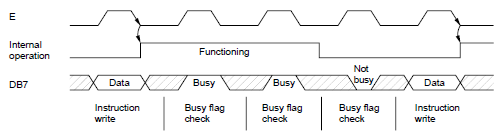 E
Internal
operation
Functioning
DB7
Data
Busy
Busy
Not
busy
Data
Instruction
write
Busy flag
check
Busy flag
check
Busy flag
check
Instruction
write